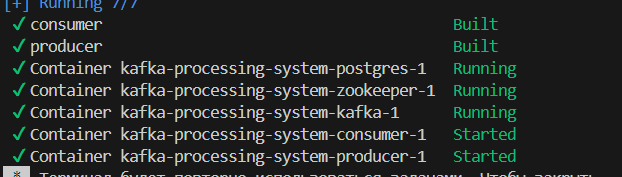 [+] Running 7/7
✔ consumer Built
✔ producer Built
✔ Container kafka-processing-system-postgres-1 Running
✔ Container kafka-processing-system-zookeeper-1 Running
✔ Container kafka-processing-system-kafka-1 Running
✔ Container kafka-processing-system-consumer-1 Started
✔ Container kafka-processing-system-producer-1 Started
* Терминал будет повторно использоваться задачами. Чтобы закрыть